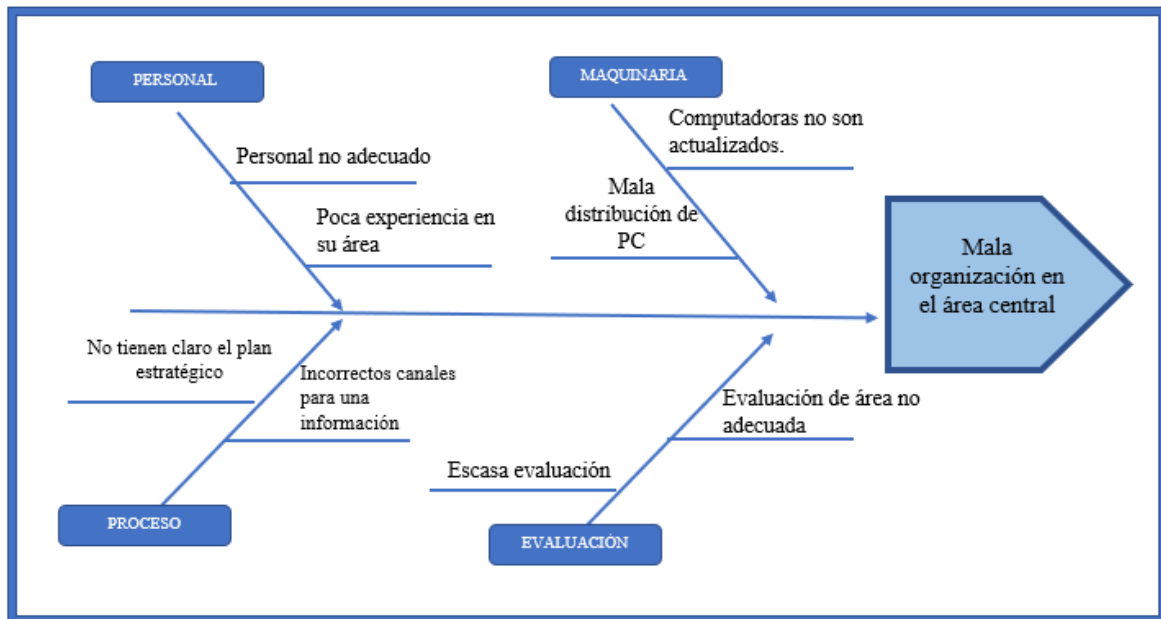 PERSONAL
MAQUINARIA
Personal no adecuado
Poca experiencia en
su área
Computadoras no son
actualizados.
Mala
distribución de
PC
Mala
organización en
el área central
No tienen claro el plan
estratégico
Incorrectos canales
para una
información
Evaluación de área no
adecuada
Escasa evaluación
PROCESO
EVALUACIÓN